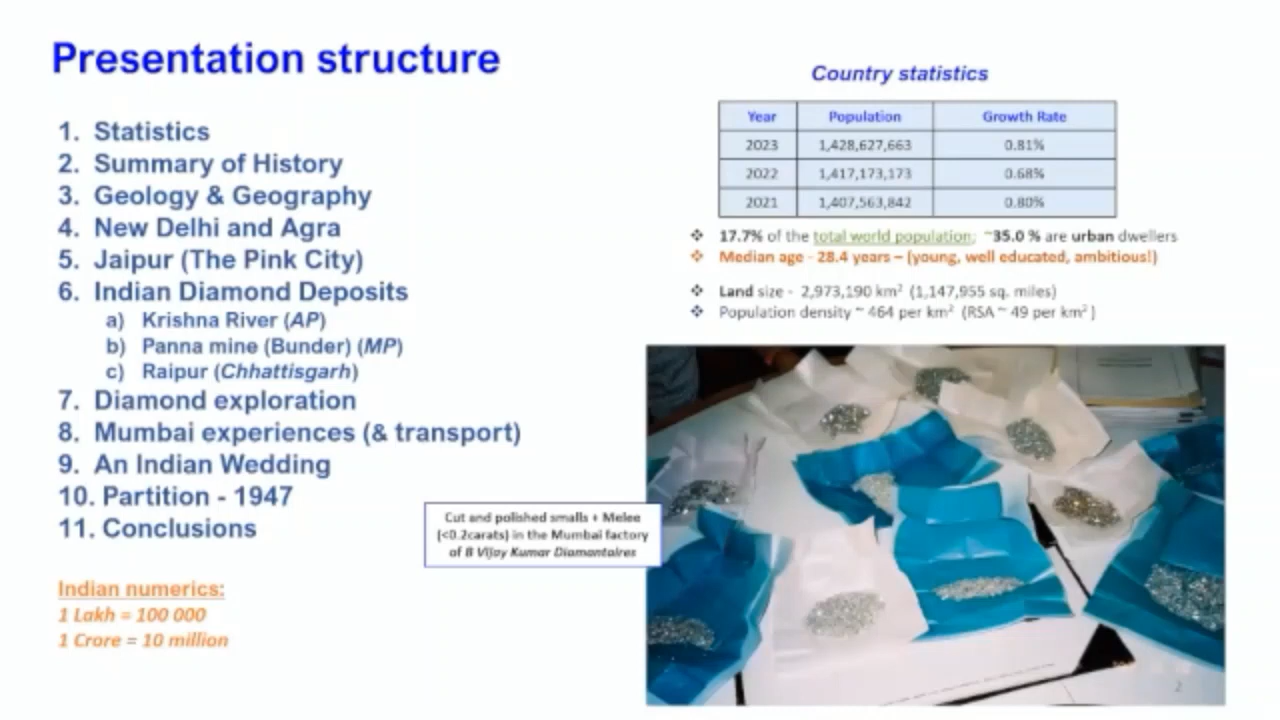 Presentation structure
1. Statistics
2. Summary of History
3. Geology & Geography
4. New Delhi and Agra
5. Jaipur (The Pink City)
6. Indian Diamond Deposits
a) Krishna River (AP)
b) Panna mine (Bunder) (MP)
c) Raipur (Chhattisgarh)
7. Diamond exploration
8. Mumbai experiences (& transport)
9. An Indian Wedding
10. Partition - 1947
11. Conclusions
Indian numerics:
1 Lakh = 100 000
1 Crore = 10 million
Country statistics
Year Population Growth Rate
2023 1,428,627,663 0.81%
2022 1,417,173,173 0.68%
2021 1,407,563,842 0.80%
❖ 17.7% of the total world population; ~35.0 % are urban dwellers
❖ Median age - 28.4 years – (young, well educated, ambitious!)
❖ Land size - 2,973,190 km² (1,147,955 sq. miles)
❖ Population density ~ 464 per km² (RSA ~ 49 per km²)
Cut and polished smalls + Melee
(<0.2carats) in the Mumbai factory
of B Vijay Kumar Diamantaires
2